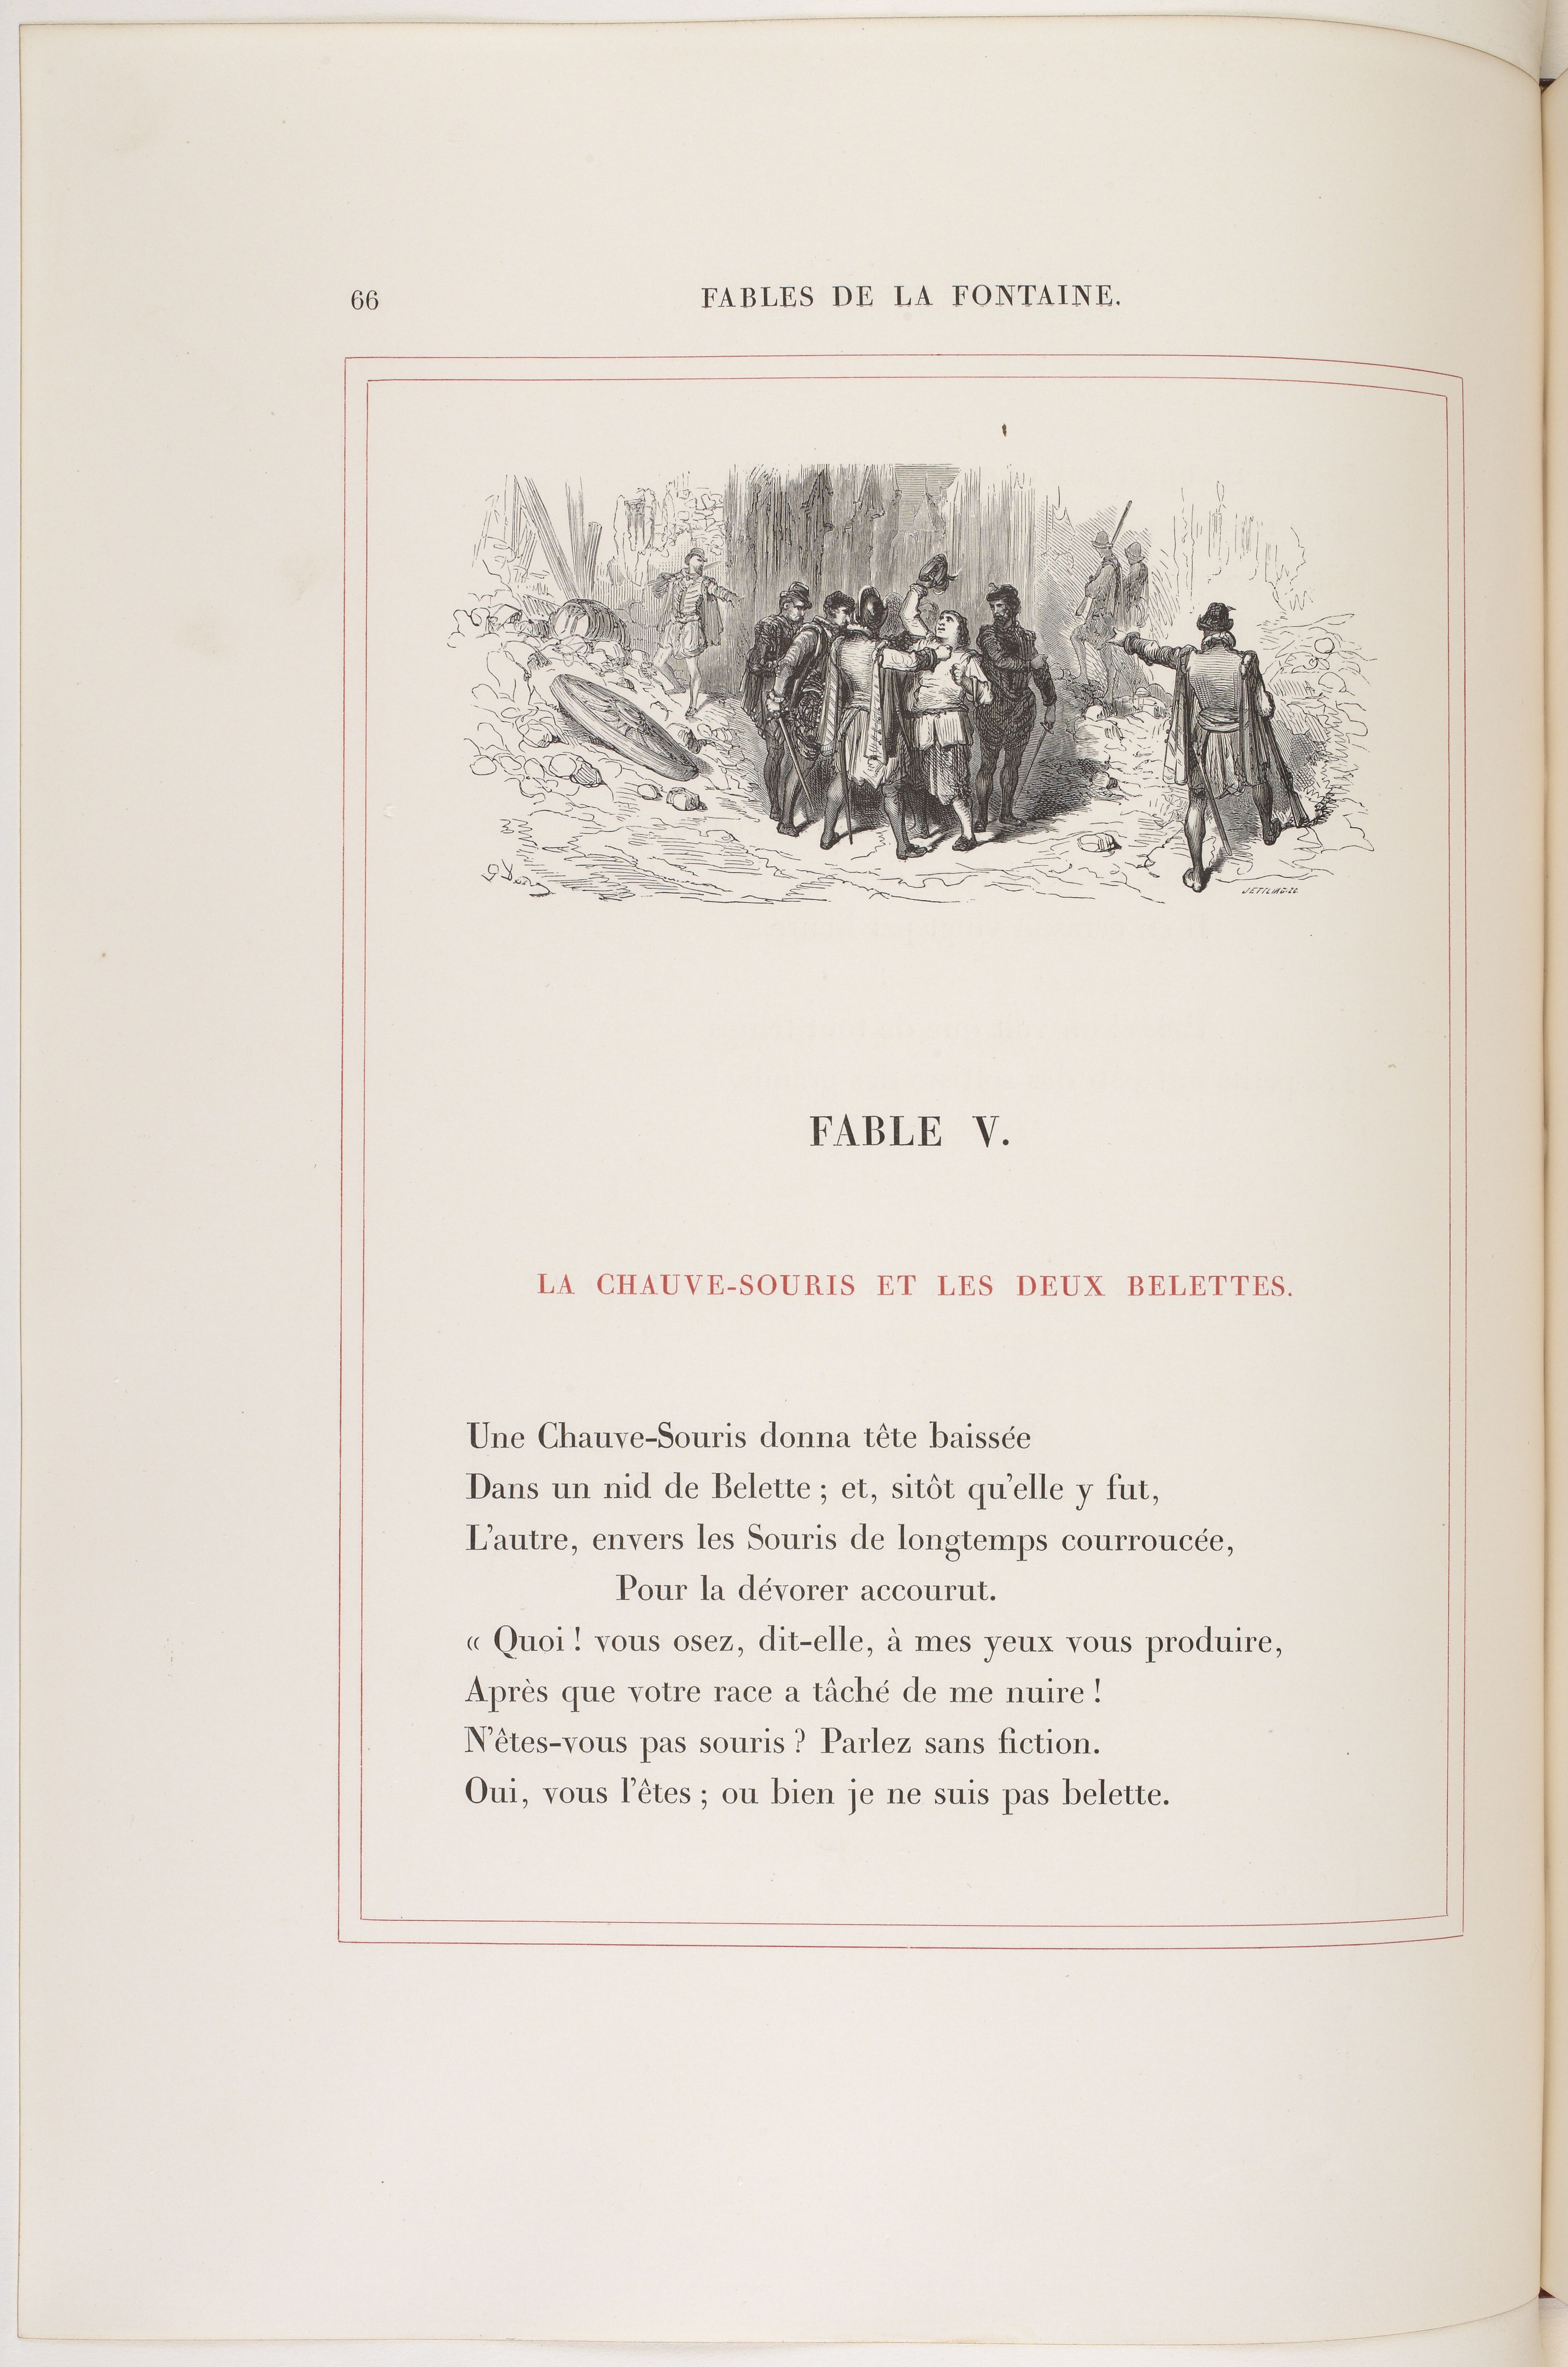 66
FABLES DE LA FONTAINE.
G Doré
FABLE V.
LA CHAUVE-SOURIS ET LES DEUX BELETTES.
Une Chauve-Souris donna tête baissée
Dans un nid de Belette ; et, sitôt qu'elle y fut,
L'autre, envers les Souris de longtemps courroucée,
Pour la dévorer accourut.
« Quoi ! vous osez, dit-elle, à mes yeux vous produire,
Après que votre race a tâché de me nuire !
N'êtes-vous pas souris ? Parlez sans fiction.
Oui, vous l'êtes ; ou bien je ne suis pas belette.